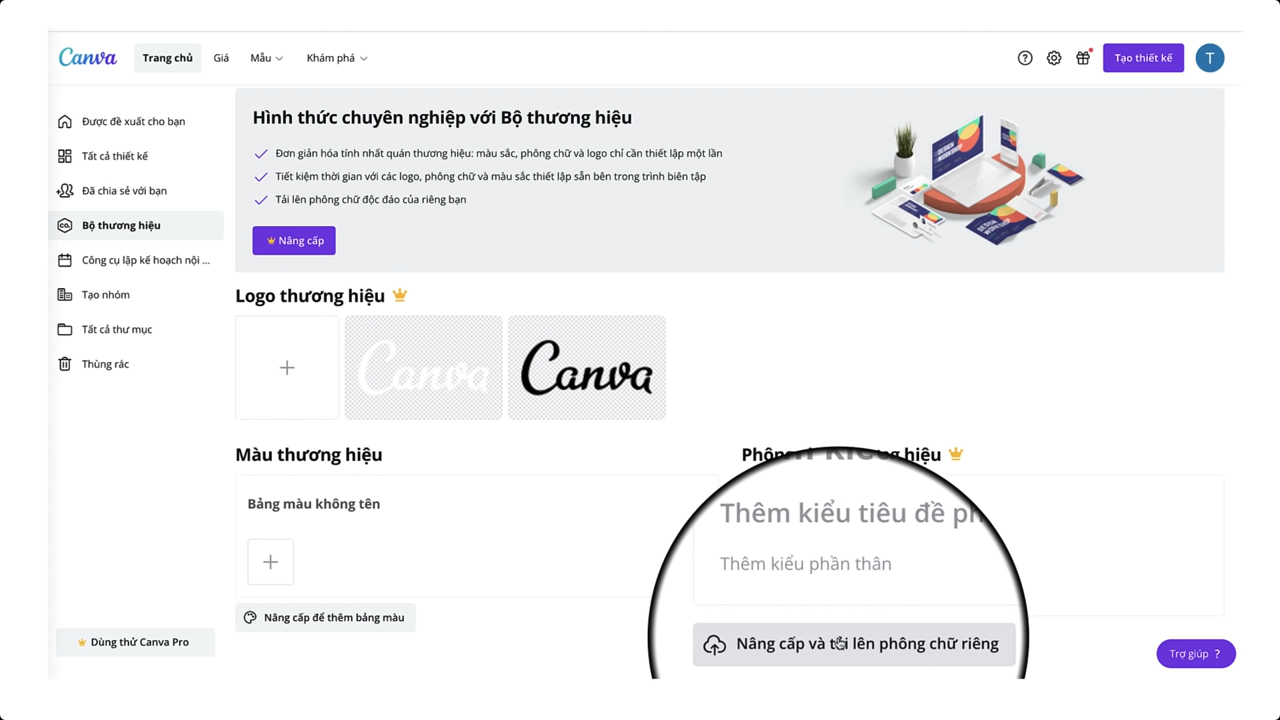 Canva
Trang chủ
Giá
Mẫu
Khám phá
Tạo thiết kế
T
Được đề xuất cho bạn
Tất cả thiết kế
Đã chia sẻ với bạn
CO.
Bộ thương hiệu
Công cụ lập kế hoạch nội ...
Tạo nhóm
Tất cả thư mục
Thùng rác
Dùng thử Canva Pro
Hình thức chuyên nghiệp với Bộ thương hiệu
Đơn giản hóa tính nhất quán thương hiệu: màu sắc, phông chữ và logo chỉ cần thiết lập một lần
Tiết kiệm thời gian với các logo, phông chữ và màu sắc thiết lập sẵn bên trong trình biên tập
Tải lên phông chữ độc đáo của riêng bạn
Nâng cấp
DESIGN
WORKSHOP
DESIGN
WORKSHOP
Logo thương hiệu
Canva
Canva
Màu thương hiệu
Bảng màu không tên
Nâng cấp để thêm bảng màu
hiệu
Thêm kiểu tiêu đề
Thêm kiểu phần thân
Nâng cấp và tải lên phông chữ riêng
Trợ giúp ?